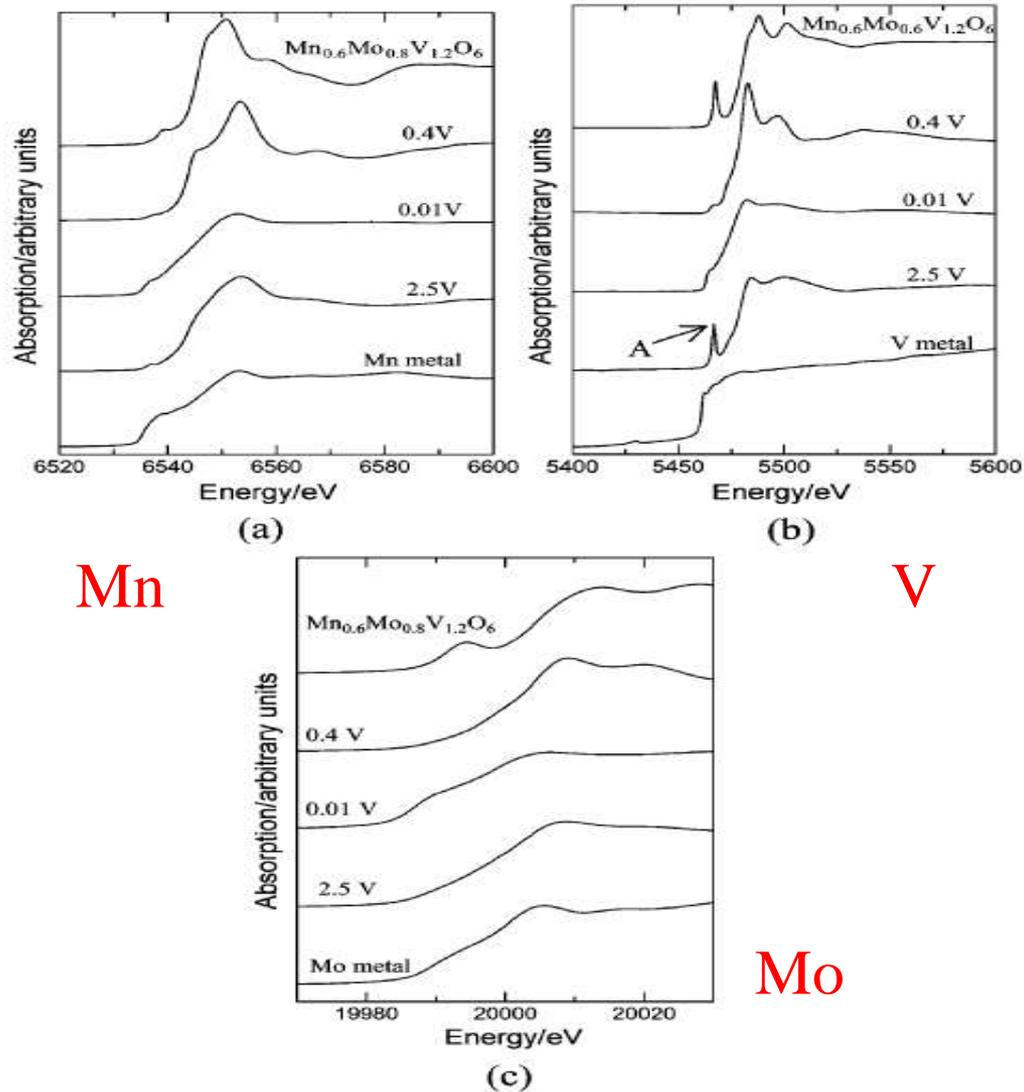 Absorption/arbitrary units
Mn0.6Mo0.8V1.2O6
0.4V
0.01V
2.5V
Mn metal
6520 6540 6560 6580 6600
Energy/eV
(a)
Absorption/arbitrary units
Mn0.6Mo0.6V1.2O6
0.4 V
0.01 V
2.5 V
A
V metal
5400 5450 5500 5550 5600
Energy/eV
(b)
Mn
V
Absorption/arbitrary units
Mn0.6Mo0.8V1.2O6
0.4 V
0.01 V
2.5 V
Mo metal
19980 20000 20020
Energy/eV
(c)
Mo